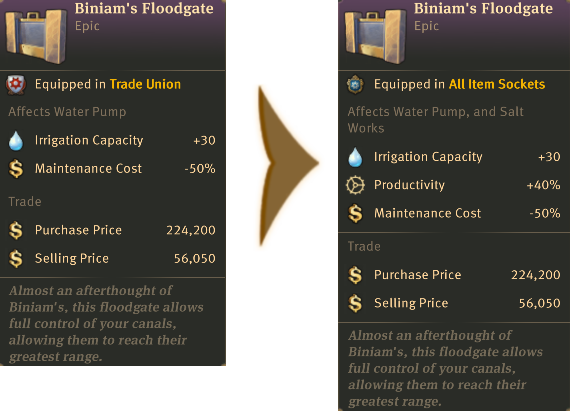 Biniam's Floodgate
Epic
Equipped in Trade Union
Affects Water Pump
Irrigation Capacity +30
Maintenance Cost -50%
Trade
Purchase Price 224,200
Selling Price 56,050
Almost an afterthought of
Biniam's, this floodgate allows
full control of your canals,
allowing them to reach their
greatest range.
Biniam's Floodgate
Epic
Equipped in All Item Sockets
Affects Water Pump, and Salt
Works
Irrigation Capacity +30
Productivity +40%
Maintenance Cost -50%
Trade
Purchase Price 224,200
Selling Price 56,050
Almost an afterthought of
Biniam's, this floodgate allows
full control of your canals,
allowing them to reach their
greatest range.